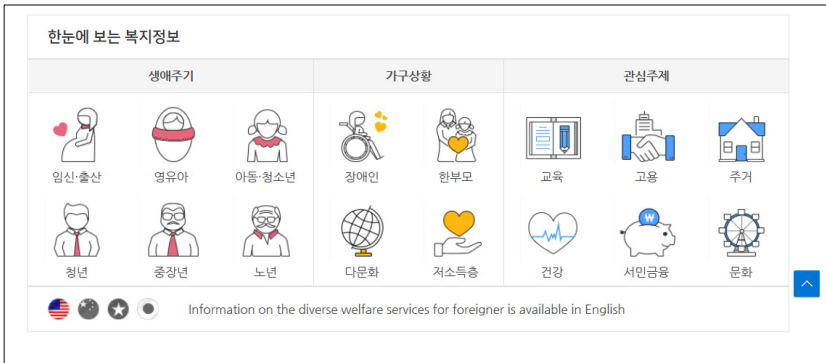 한눈에 보는 복지정보
생애주기 가구상황 관심주제
임신·출산 영유아 아동·청소년 장애인 한부모 교육 고용 주거
₩
청년 중장년 노년 다문화 저소득층 건강 서민금융 문화
Information on the diverse welfare services for foreigner is available in English